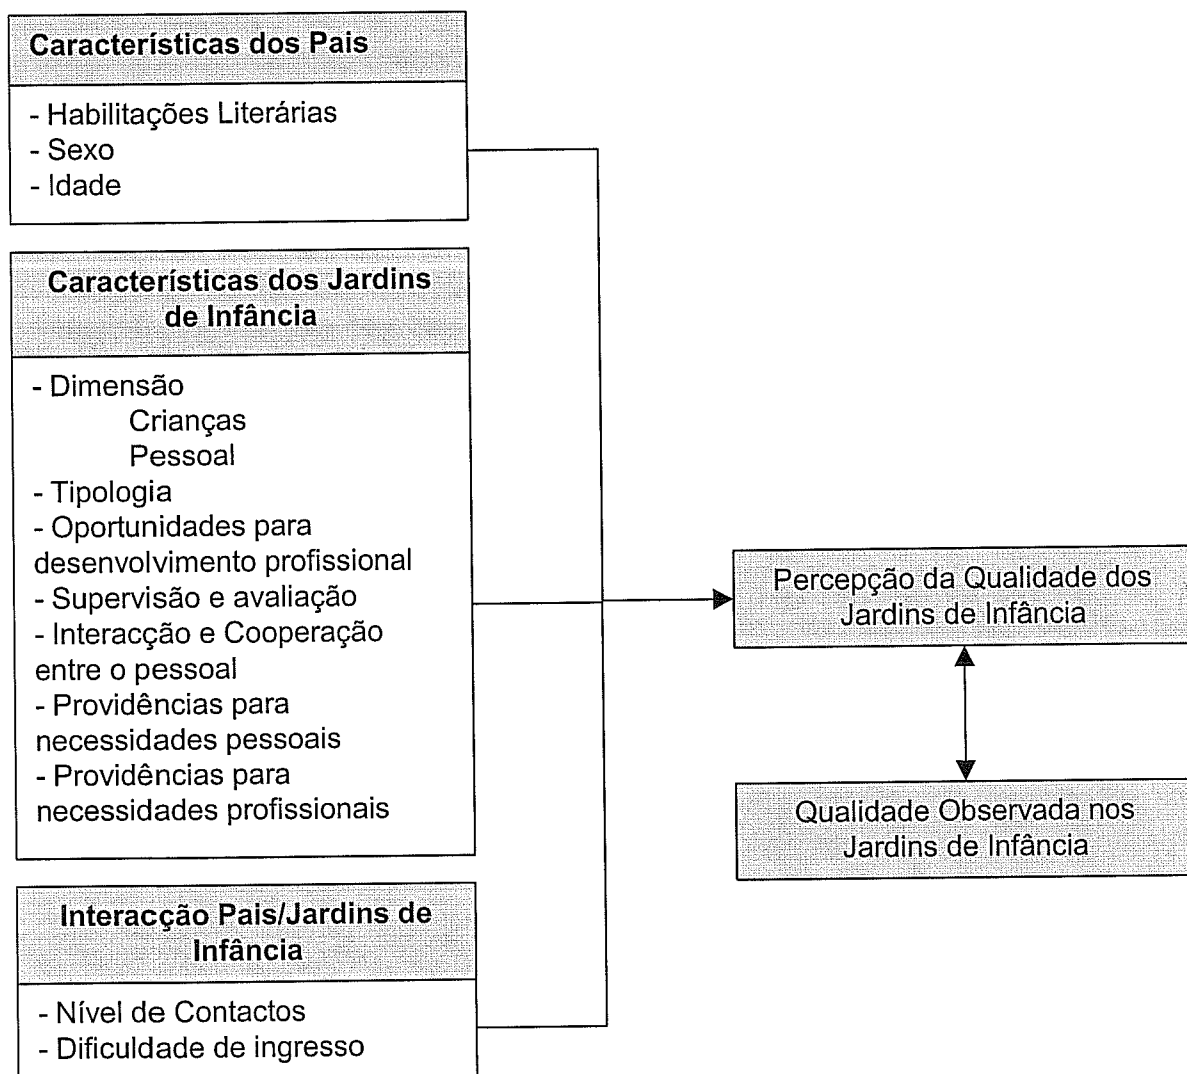 Características dos Pais
- Habilitações Literárias
- Sexo
- Idade
Características dos Jardins
de Infância
- Dimensão
Crianças
Pessoal
- Tipologia
- Oportunidades para
desenvolvimento profissional
- Supervisão e avaliação
- Interacção e Cooperação
entre o pessoal
- Providências para
necessidades pessoais
- Providências para
necessidades profissionais
Interacção Pais/Jardins de
Infância
- Nível de Contactos
- Dificuldade de ingresso
Percepção da Qualidade dos
Jardins de Infância
Qualidade Observada nos
Jardins de Infância